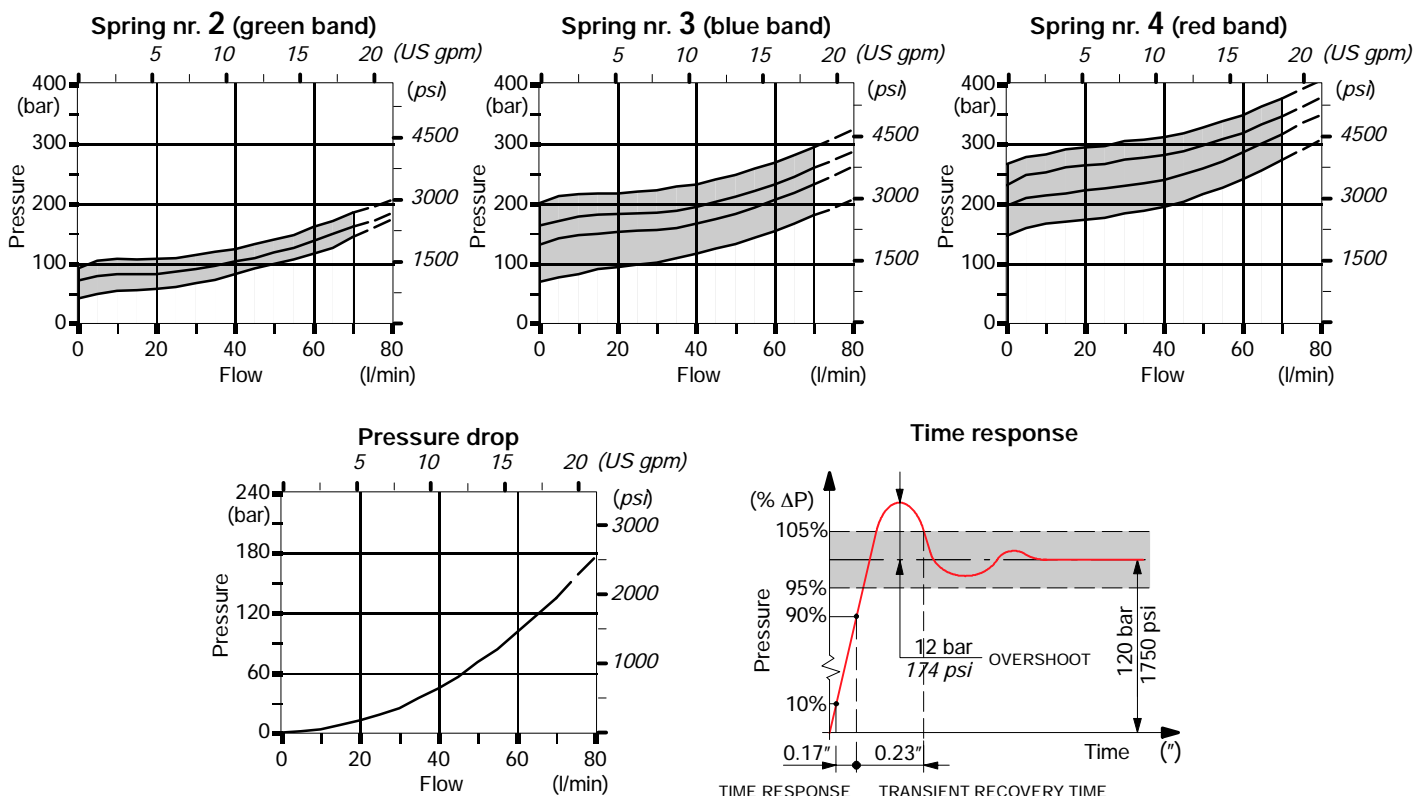 Spring nr. 2 (green band)
5 10 15 20 (US gpm)
400
(bar)
300
200
100
0
Pressure
(psi)
4500
3000
1500
0 20 40 60 80
Flow (l/min)
Spring nr. 3 (blue band)
5 10 15 20 (US gpm)
400
(bar)
300
200
100
0
Pressure
(psi)
4500
3000
1500
0 20 40 60 80
Flow (l/min)
Spring nr. 4 (red band)
5 10 15 20 (US gpm)
400
(bar)
300
200
100
0
Pressure
(psi)
4500
3000
1500
0 20 40 60 80
Flow (l/min)
Pressure drop
5 10 15 20 (US gpm)
240
(bar)
180
120
60
0
Pressure
(psi)
3000
2000
1000
0 20 40 60 80
Flow (l/min)
Time response
(% ΔP)
105%
95%
90%
10%
Pressure
12 bar
174 psi
OVERSHOOT
120 bar
1750 psi
Time (″)
0.17″ 0.23″
TIME RESPONSE TRANSIENT RECOVERY TIME